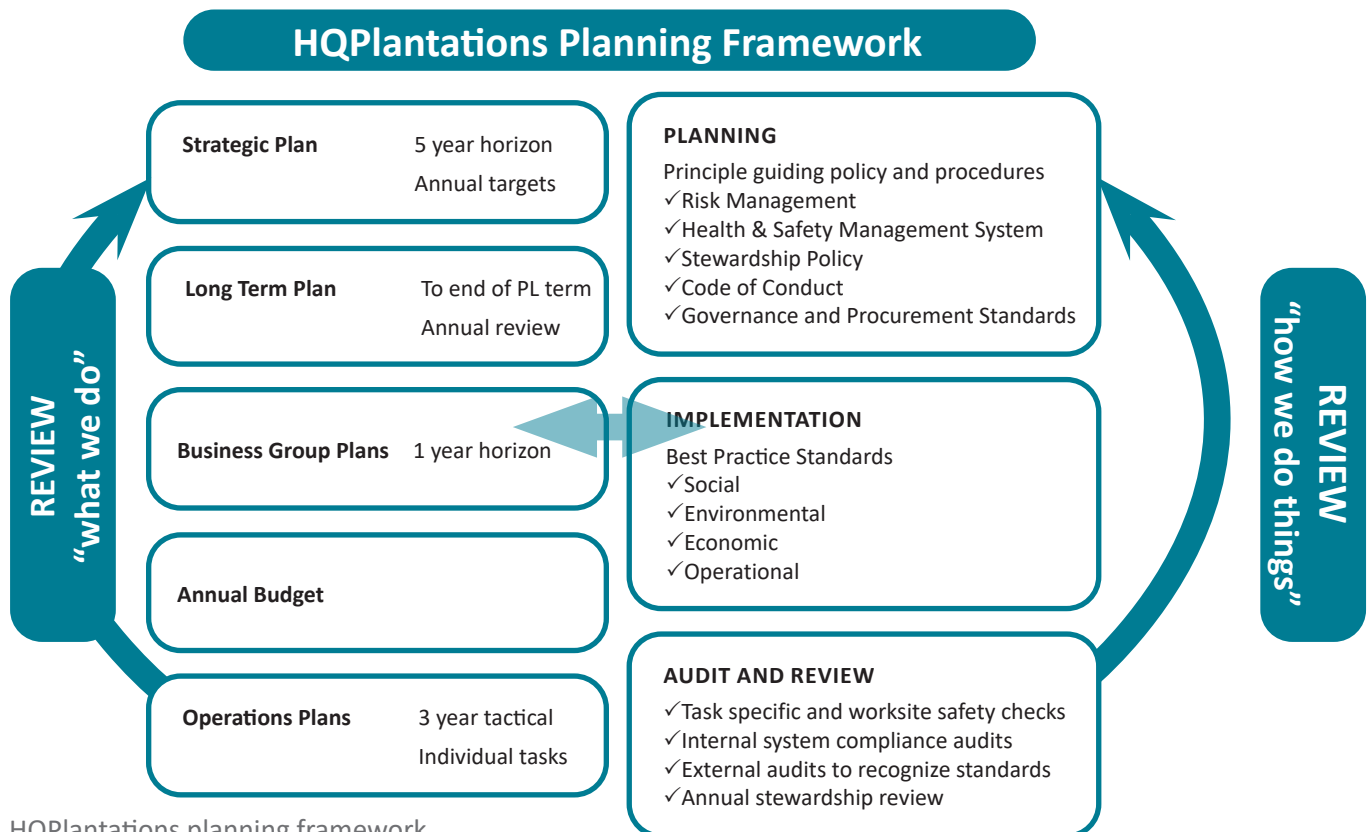 HQPlantations Planning Framework
REVIEW
“what we do”
Strategic Plan 5 year horizon
Annual targets
Long Term Plan To end of PL term
Annual review
Business Group Plans 1 year horizon
Annual Budget
Operations Plans 3 year tactical
Individual tasks
PLANNING
Principle guiding policy and procedures
✓Risk Management
✓Health & Safety Management System
✓Stewardship Policy
✓Code of Conduct
✓Governance and Procurement Standards
IMPLEMENTATION
Best Practice Standards
✓Social
✓Environmental
✓Economic
✓Operational
AUDIT AND REVIEW
✓Task specific and worksite safety checks
✓Internal system compliance audits
✓External audits to recognize standards
✓Annual stewardship review
REVIEW
“how we do things”
HQPlantations planning framework